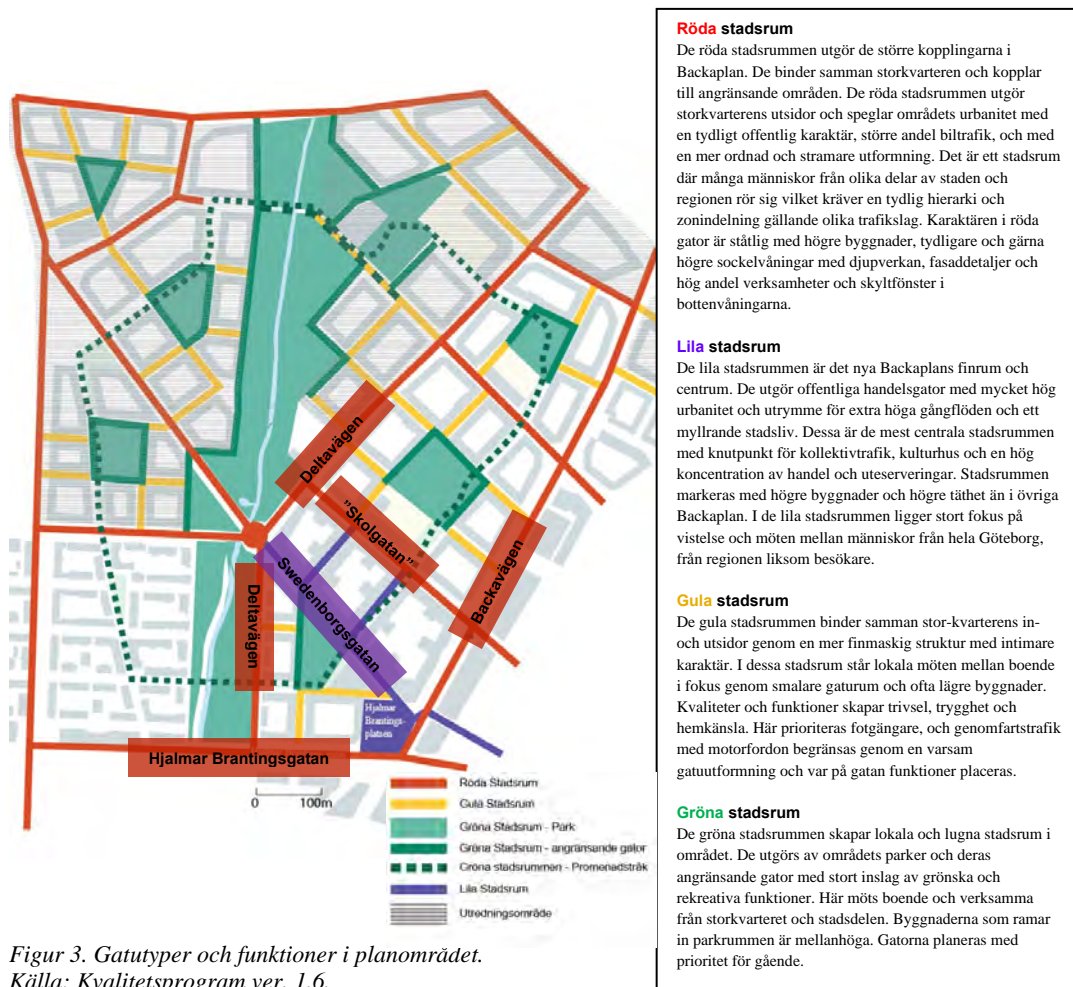 Deltavägen
"Skolgatan"
Backavägen
Swedenborgsgatan
Deltavägen
Hjalmar
Brantings-
platsen
Hjalmar Brantingsgatan
0 100m
Röda Stadsrum
Gula Stadsrum
Gröna Stadsrum - Park
Gröna Stadsrum - angränsande gator
Gröna stadsrummen - Promenadstråk
Lila Stadsrum
Utredningsområde
Figur 3. Gatutyper och funktioner i planområdet.
Källa: Kvalitetsprogram ver. 1.6.
Röda stadsrum
De röda stadsrummen utgör de större kopplingarna i
Backaplan. De binder samman storkvarteren och kopplar
till angränsande områden. De röda stadsrummen utgör
storkvarterens utsidor och speglar områdets urbanitet med
en tydligt offentlig karaktär, större andel biltrafik, och med
en mer ordnad och stramare utformning. Det är ett stadsrum
där många människor från olika delar av staden och
regionen rör sig vilket kräver en tydlig hierarki och
zonindelning gällande olika trafikslag. Karaktären i röda
gator är ståtlig med högre byggnader, tydligare och gärna
högre sockelvåningar med djupverkan, fasaddetaljer och
hög andel verksamheter och skyltfönster i
bottenvåningarna.
Lila stadsrum
De lila stadsrummen är det nya Backaplans finrum och
centrum. De utgör offentliga handelsgator med mycket hög
urbanitet och utrymme för extra höga gångflöden och ett
myllrande stadsliv. Dessa är de mest centrala stadsrummen
med knutpunkt för kollektivtrafik, kulturhus och en hög
koncentration av handel och uteserveringar. Stadsrummen
markeras med högre byggnader och högre täthet än i övriga
Backaplan. I de lila stadsrummen ligger stort fokus på
vistelse och möten mellan människor från hela Göteborg,
från regionen liksom besökare.
Gula stadsrum
De gula stadsrummen binder samman stor-kvarterens in-
och utsidor genom en mer finmaskig struktur med intimare
karaktär. I dessa stadsrum står lokala möten mellan boende
i fokus genom smalare gaturum och ofta lägre byggnader.
Kvaliteter och funktioner skapar trivsel, trygghet och
hemkänsla. Här prioriteras fotgängare, och genomfartstrafik
med motorfordon begränsas genom en varsam
gatuutformning och var på gatan funktioner placeras.
Gröna stadsrum
De gröna stadsrummen skapar lokala och lugna stadsrum i
området. De utgörs av områdets parker och deras
angränsande gator med stort inslag av grönska och
rekreativa funktioner. Här möts boende och verksamma
från storkvarteret och stadsdelen. Byggnaderna som ramar
in parkrummen är mellanhöga. Gatorna planeras med
prioritet för gående.